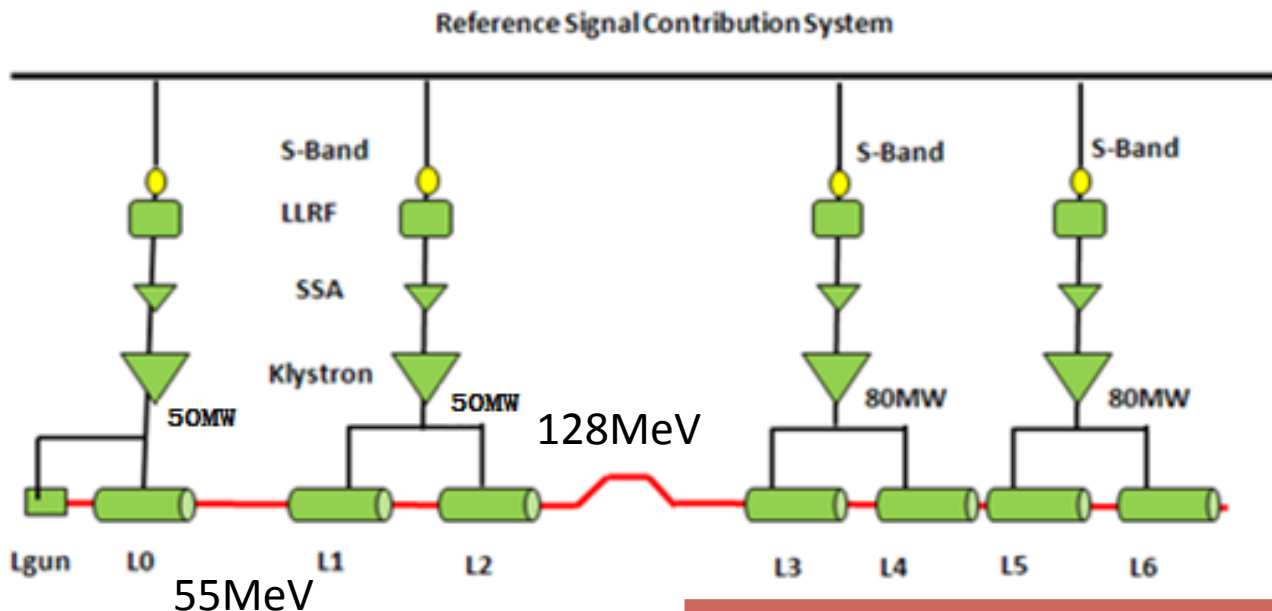 Reference Signal Contribution System
S-Band
S-Band
S-Band
LLRF
SSA
Klystron
50MW
50MW
80MW
80MW
128MeV
Lgun
L0
L1
L2
L3
L4
L5
L6
55MeV